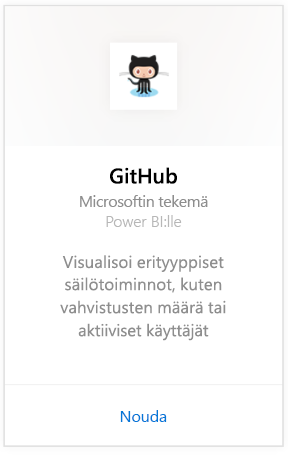 GitHub
Microsoftin tekemä
Power BI:lle
Visualisoi erityyppiset
säilötoiminnot, kuten
vahvistusten määrä tai
aktiiviset käyttäjät
Nouda